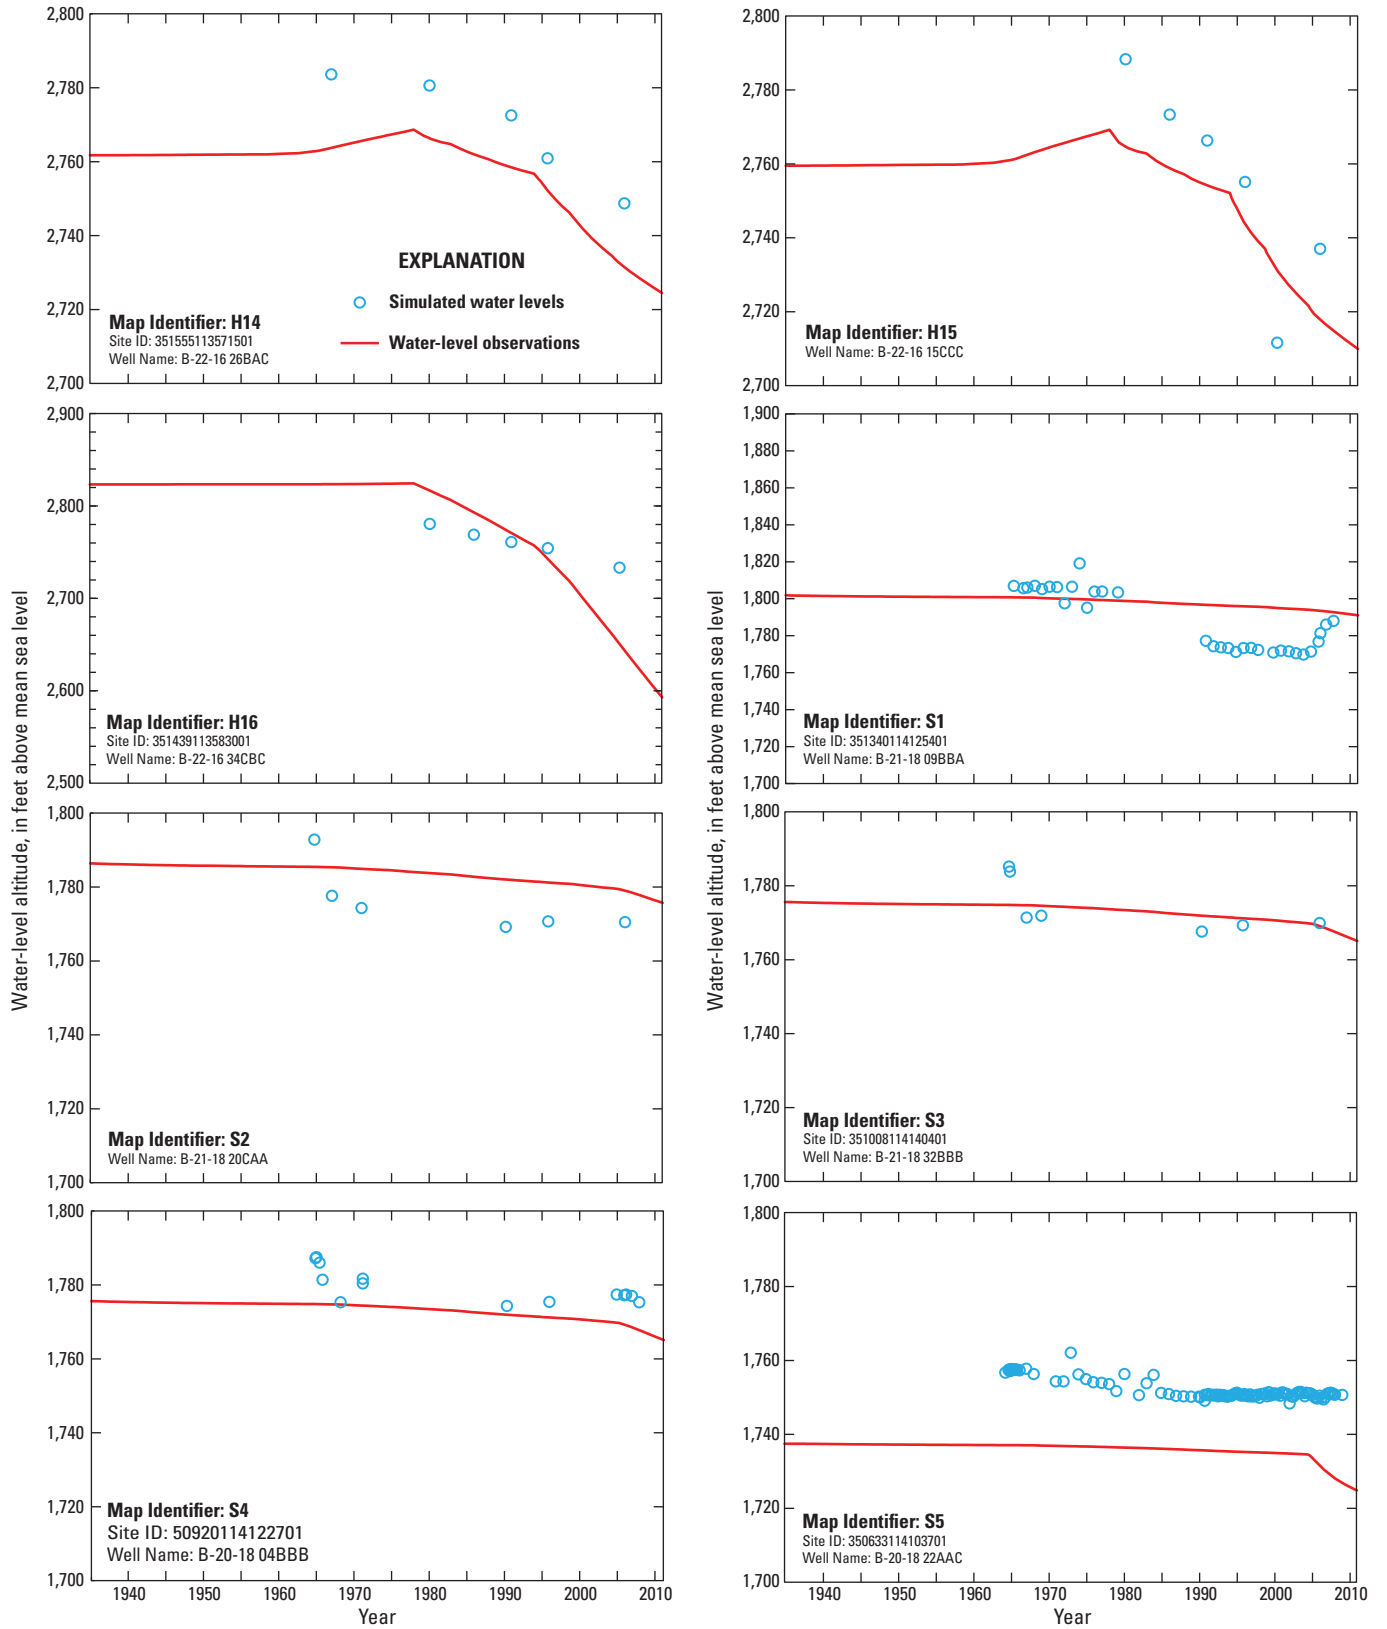 Water-level altitude, in feet above mean sea level
2,800
2,780
2,760
2,740
2,720
2,700
EXPLANATION
Simulated water levels
Water-level observations
Map Identifier: H14
Site ID: 351555113571501
Well Name: B-22-16 26BAC
2,900
2,800
2,700
2,600
2,500
Map Identifier: H16
Site ID: 351439113583001
Well Name: B-22-16 34CBC
1,800
1,780
1,760
1,740
1,720
1,700
Map Identifier: S2
Well Name: B-21-18 20CAA
1,800
1,780
1,760
1,740
1,720
1,700
Map Identifier: S4
Site ID: 50920114122701
Well Name: B-20-18 04BBB
1940 1950 1960 1970 1980 1990 2000 2010
Year
Water-level altitude, in feet above mean sea level
2,800
2,780
2,760
2,740
2,720
2,700
Map Identifier: H15
Well Name: B-22-16 15CCC
1,900
1,880
1,860
1,840
1,820
1,800
1,780
1,760
1,740
1,720
1,700
Map Identifier: S1
Site ID: 351340114125401
Well Name: B-21-18 09BBA
1,800
1,780
1,760
1,740
1,720
1,700
Map Identifier: S3
Site ID: 351008114140401
Well Name: B-21-18 32BBB
1,800
1,780
1,760
1,740
1,720
1,700
Map Identifier: S5
Site ID: 350633114103701
Well Name: B-20-18 22AAC
1940 1950 1960 1970 1980 1990 2000 2010
Year